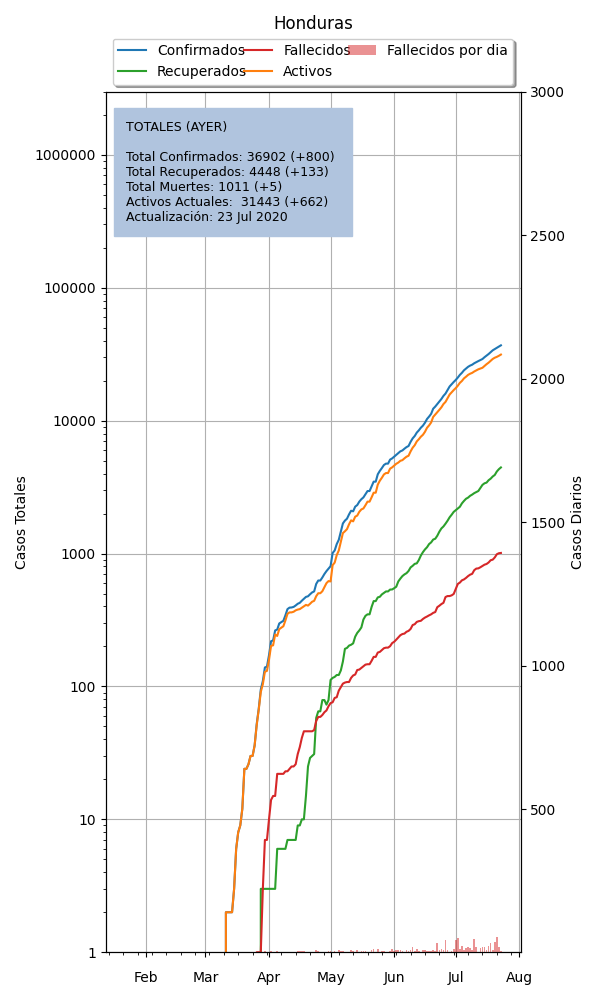 Honduras
Confirmados
Recuperados
Fallecidos
Activos
Fallecidos por dia
TOTALES (AYER)
Total Confirmados: 36902 (+800)
Total Recuperados: 4448 (+133)
Total Muertes: 1011 (+5)
Activos Actuales:  31443 (+662)
Actualización: 23 Jul 2020
Casos Totales
1000000
100000
10000
1000
100
10
1
3000
2500
2000
1500
1000
500
Casos Diarios
Feb Mar Apr May Jun Jul Aug